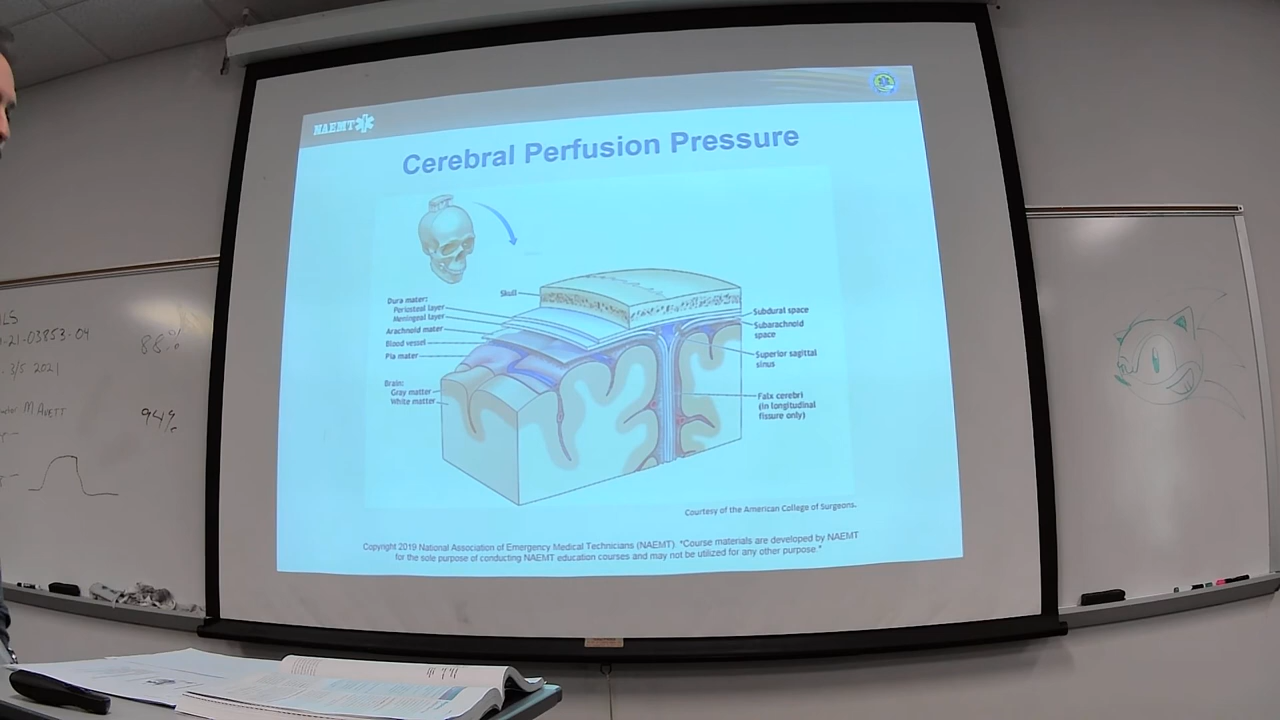 NAEMT
Cerebral Perfusion Pressure
Skull
Dura mater:
Periosteal layer
Meningeal layer
Arachnoid mater
Blood vessel
Pia mater
Brain:
Gray matter
White matter
Subdural space
Subarachnoid
space
Superior sagittal
sinus
Falx cerebri
(in longitudinal
fissure only)
Courtesy of the American College of Surgeons.
Copyright 2019 National Association of Emergency Medical Technicians (NAEMT). "Course materials are developed by NAEMT
for the sole purpose of conducting NAEMT education courses and may not be utilized for any other purpose."
LS
-21-03853-04
88%
3/5 2021
M AVETT
94%